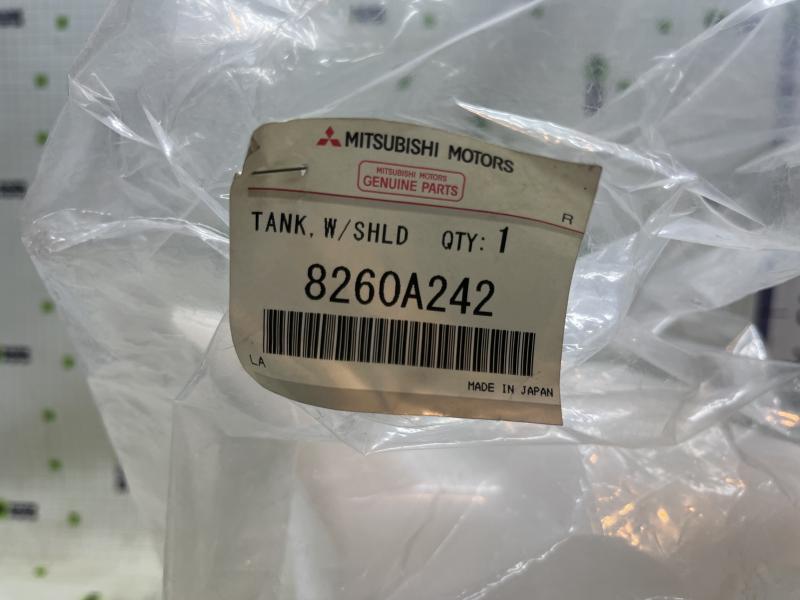 MITSUBISHI MOTORS
MITSUBISHI MOTORS
GENUINE PARTS
R
TANK, W/SHLD QTY: 1
8260A242
LA
MADE IN JAPAN